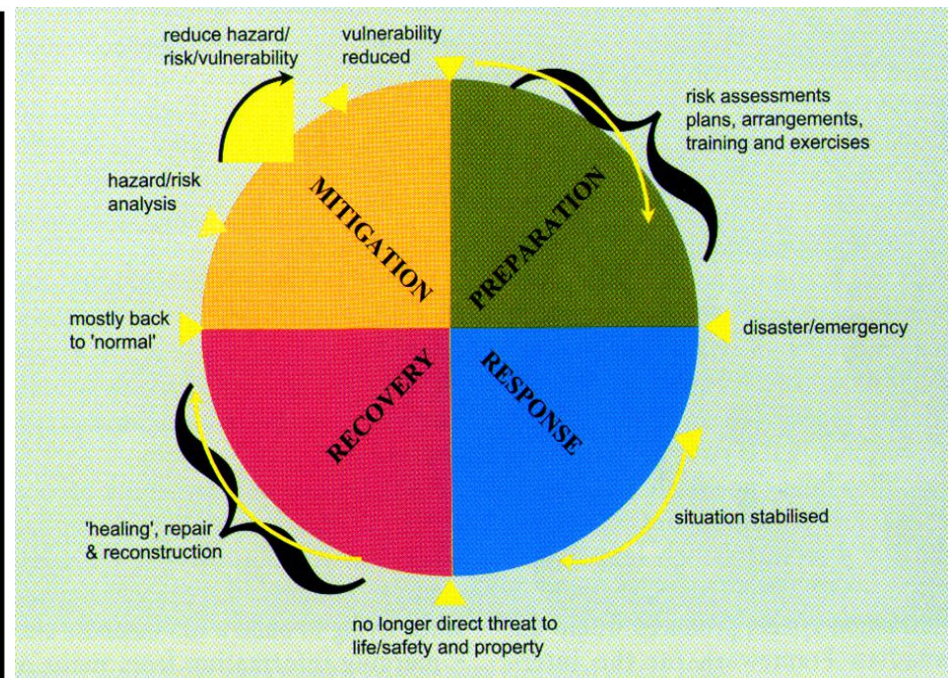 reduce hazard/
risk/vulnerability
vulnerability
reduced
risk assessments
plans, arrangements,
training and exercises
hazard/risk
analysis
MITIGATION
PREPARATION
mostly back
to 'normal'
disaster/emergency
RECOVERY
RESPONSE
'healing', repair
& reconstruction
situation stabilised
no longer direct threat to
life/safety and property